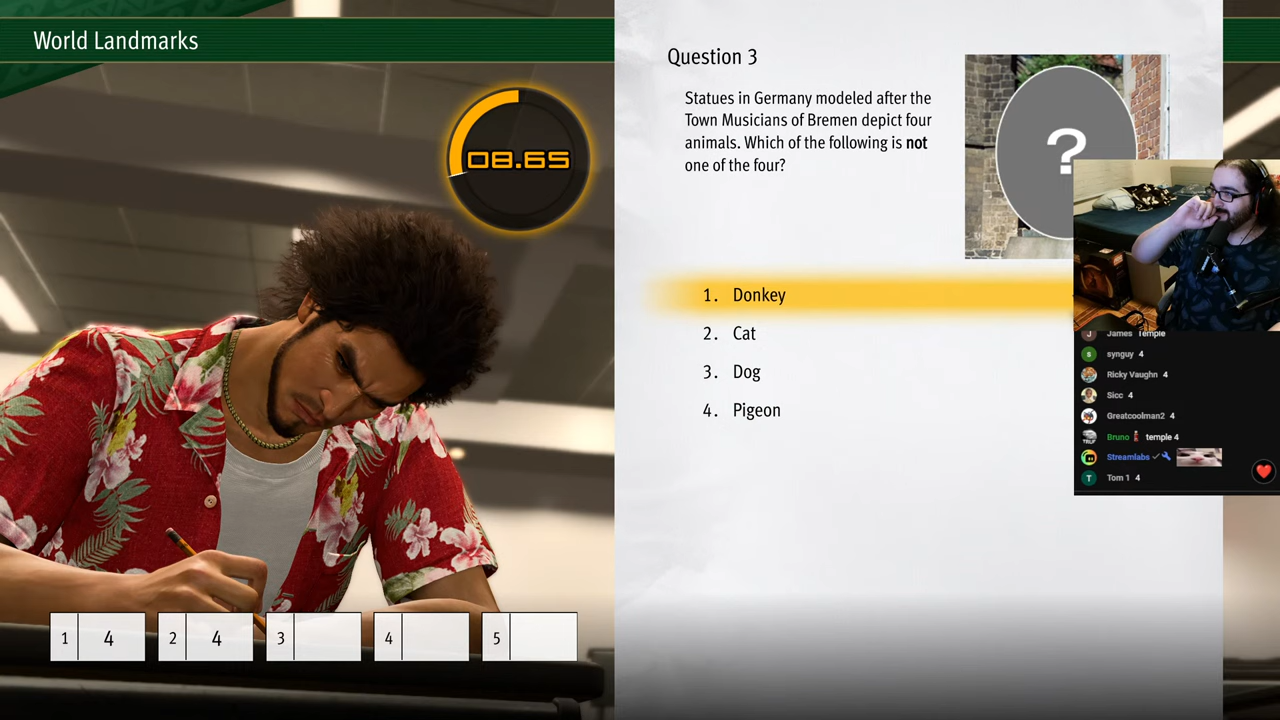 World Landmarks
08.65
Question 3
Statues in Germany modeled after the
Town Musicians of Bremen depict four
animals. Which of the following is not
one of the four?
?
1. Donkey
2. Cat
3. Dog
4. Pigeon
J James Temple
s synguy 4
Ricky Vaughn 4
Sicc 4
Greatcoolman2 4
Bruno temple 4
Streamlabs
T Tom 1 4
1 4
2 4
3
4
5